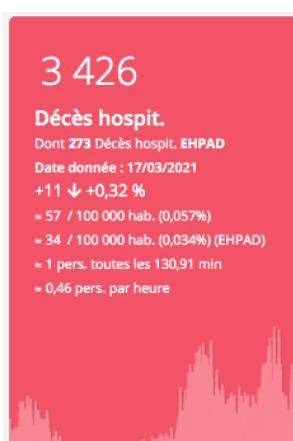 3 426
Décès hospit.
Dont 273 Décès hospit. EHPAD
Date donnée : 17/03/2021
+11 ↓ +0,32 %
≈ 57 / 100 000 hab. (0,057%)
≈ 34 / 100 000 hab. (0,034%) (EHPAD)
≈ 1 pers. toutes les 130,91 min
≈ 0,46 pers. par heure